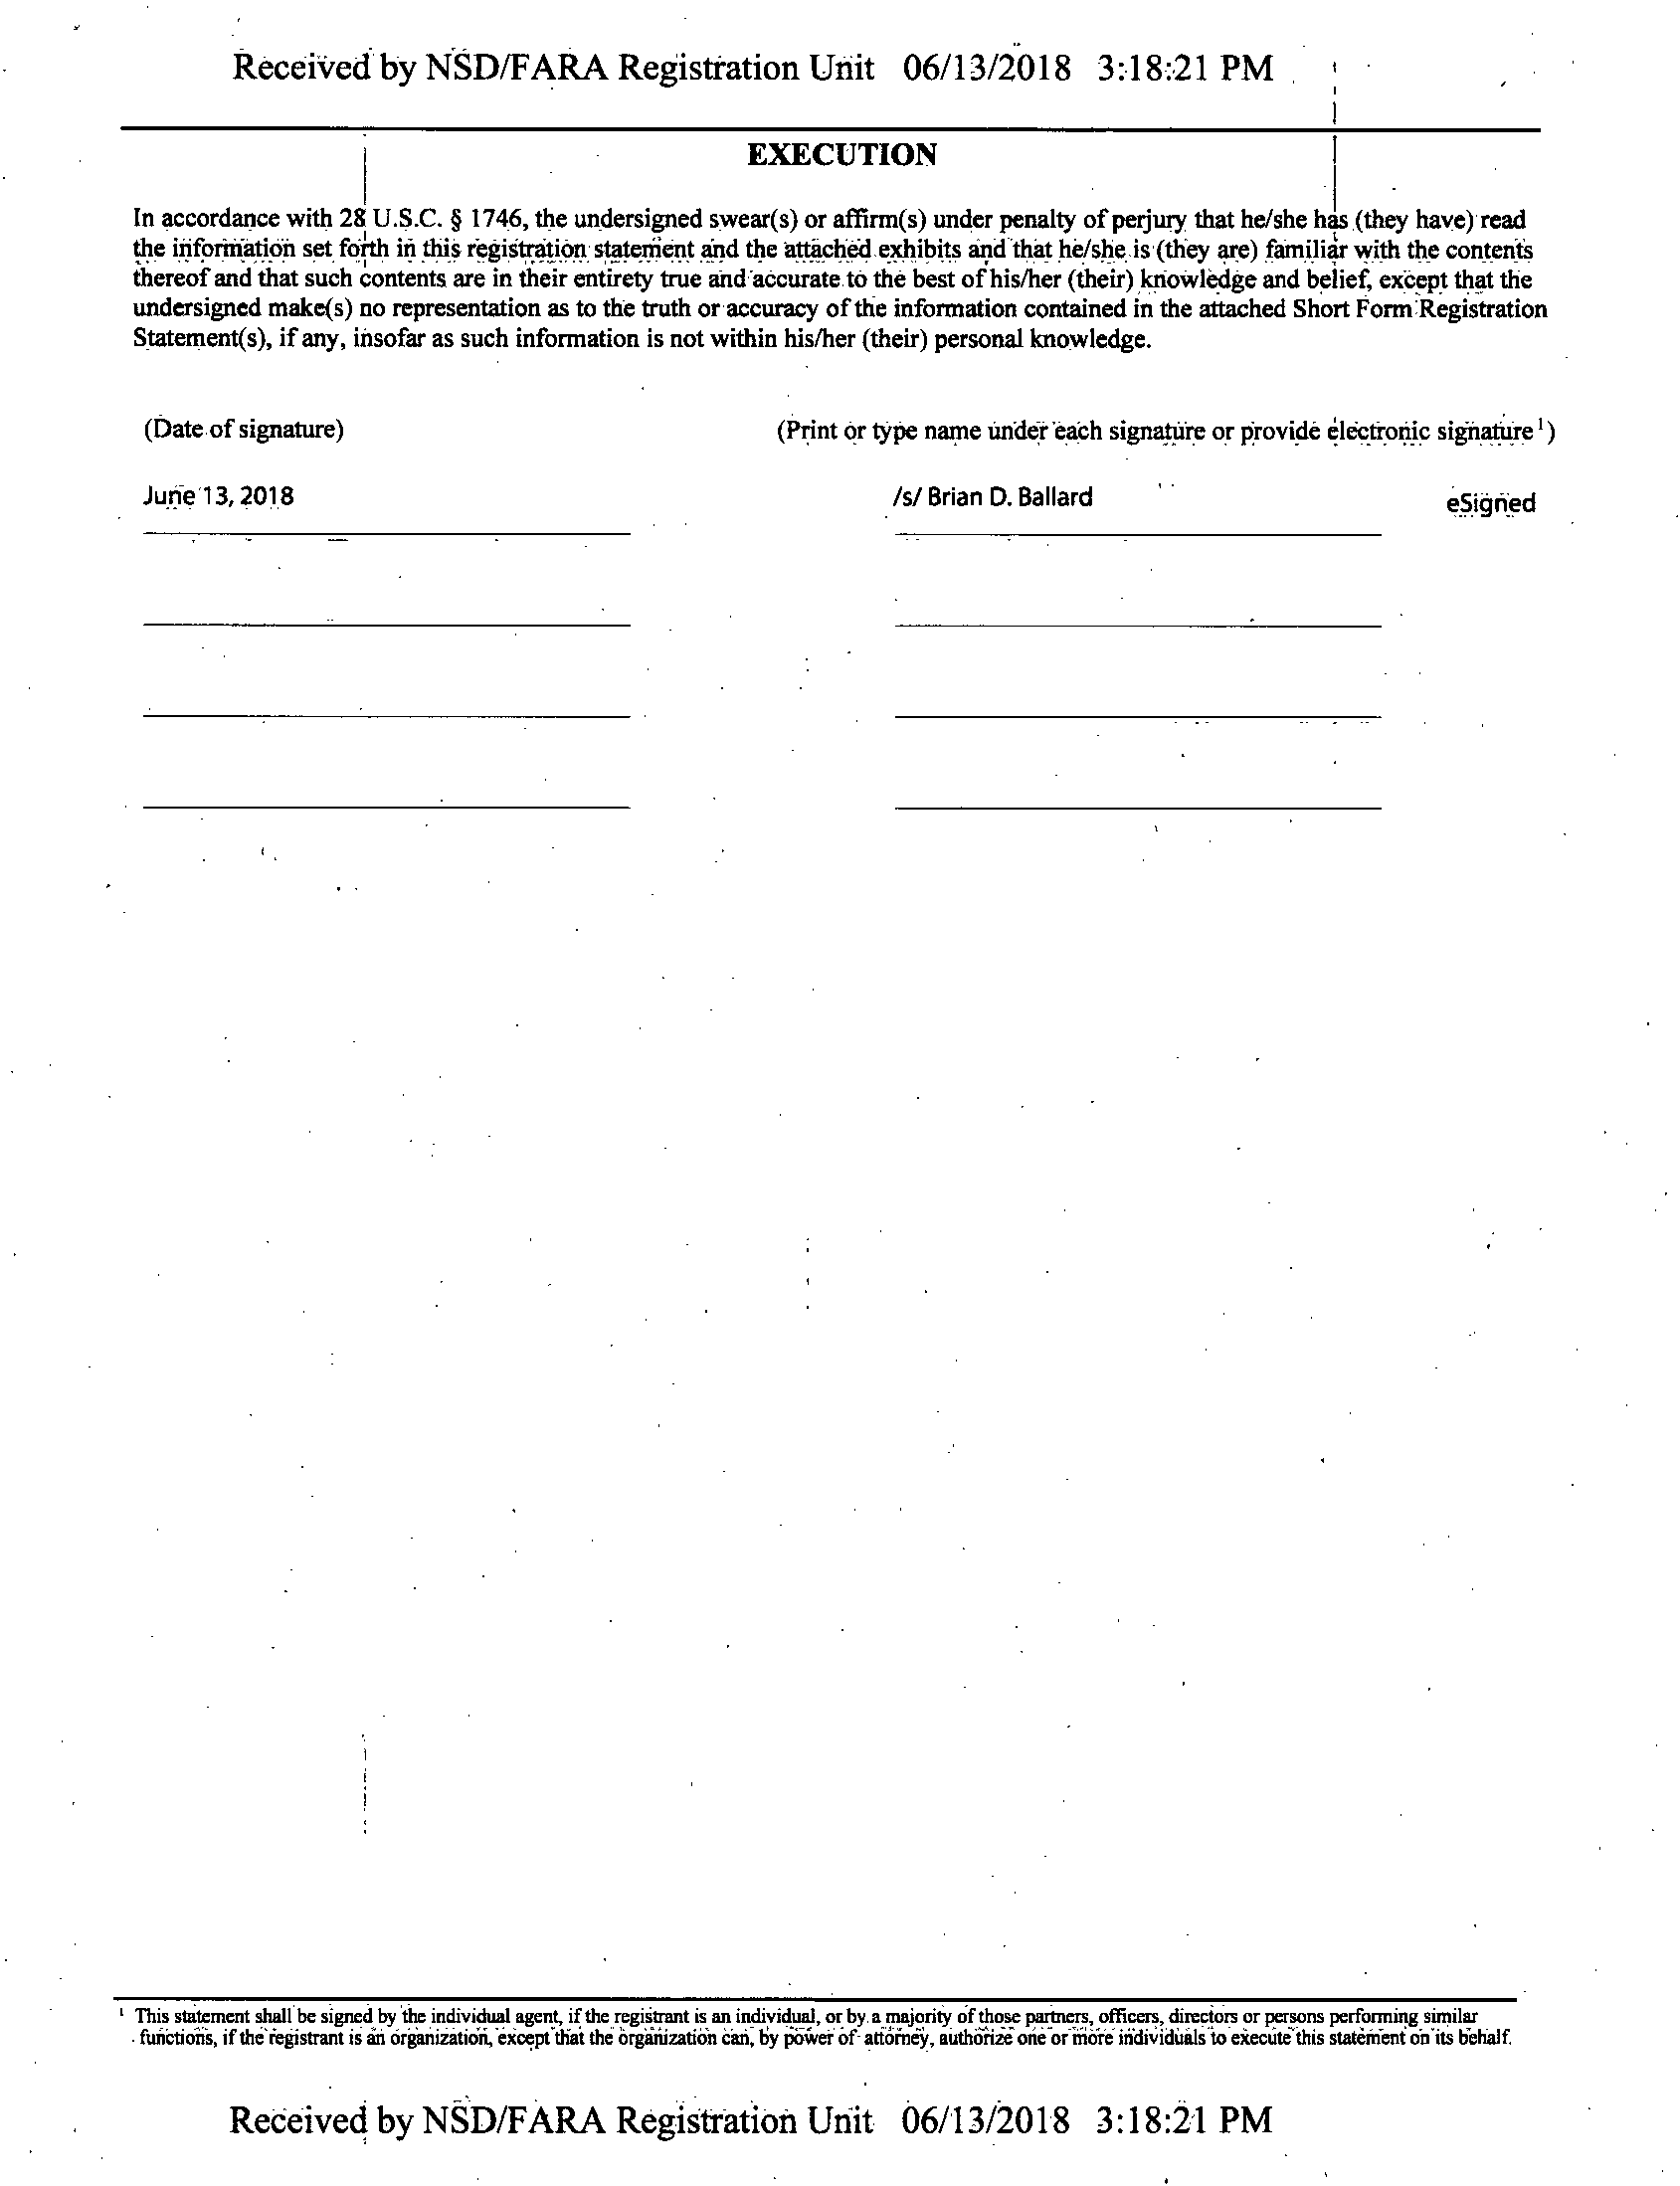 Received by NSD/FARA Registration Unit 06/13/2018 3:18:21 PM
EXECUTION
In accordance with 28 U.S.C. § 1746, the undersigned swear(s) or affirm(s) under penalty of perjury that he/she has (they have) read
the information set forth in this registration statement and the attached exhibits and that he/she is (they are) familiar with the contents
thereof and that such contents are in their entirety true and accurate to the best of his/her (their) knowledge and belief, except that the
undersigned make(s) no representation as to the truth or accuracy of the information contained in the attached Short Form Registration
Statement(s), if any, insofar as such information is not within his/her (their) personal knowledge.
(Date of signature) (Print or type name under each signature or provide electronic signature¹)
June 13, 2018 /s/ Brian D. Ballard eSigned
¹ This statement shall be signed by the individual agent, if the registrant is an individual, or by a majority of those partners, officers, directors or persons performing similar
functions, if the registrant is an organization, except that the organization can, by power of attorney, authorize one or more individuals to execute this statement on its behalf.
Received by NSD/FARA Registration Unit 06/13/2018 3:18:21 PM